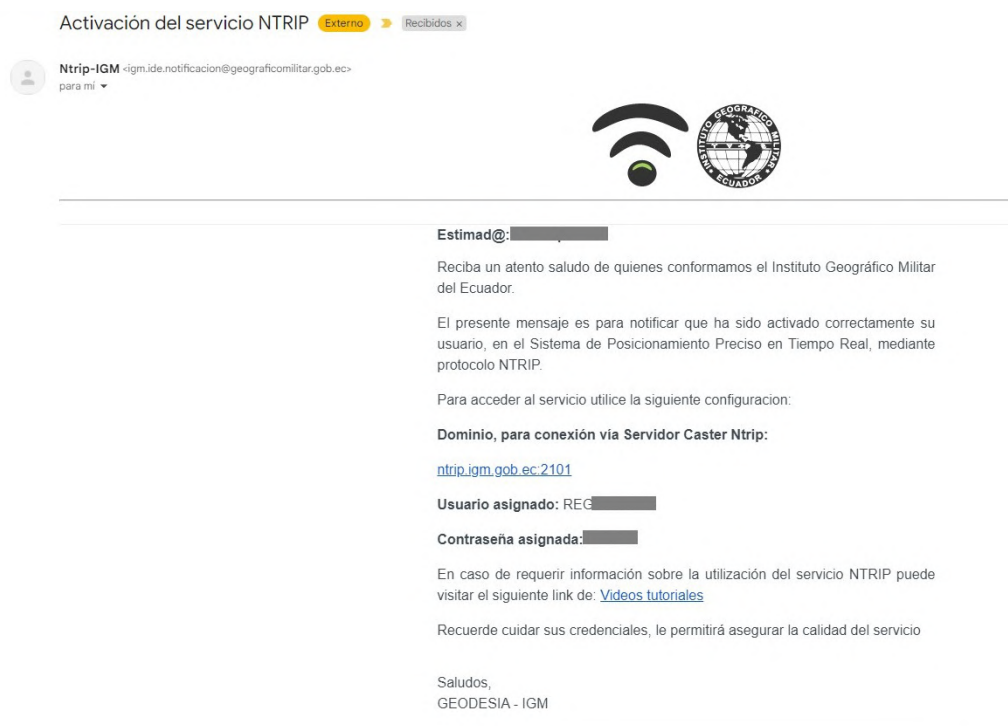 Activación del servicio NTRIP Externo Recibidos ×
Ntrip-IGM <igm.ide.notificacion@geograficomilitar.gob.ec>
para mí
INSTITUTO GEOGRAFICO MILITAR
ECUADOR
Estimad@:
Reciba un atento saludo de quienes conformamos el Instituto Geográfico Militar
del Ecuador.
El presente mensaje es para notificar que ha sido activado correctamente su
usuario, en el Sistema de Posicionamiento Preciso en Tiempo Real, mediante
protocolo NTRIP.
Para acceder al servicio utilice la siguiente configuracion:
Dominio, para conexión vía Servidor Caster Ntrip:
ntrip.igm.gob.ec:2101
Usuario asignado: REG
Contraseña asignada:
En caso de requerir información sobre la utilización del servicio NTRIP puede
visitar el siguiente link de: Videos tutoriales
Recuerde cuidar sus credenciales, le permitirá asegurar la calidad del servicio
Saludos,
GEODESIA - IGM